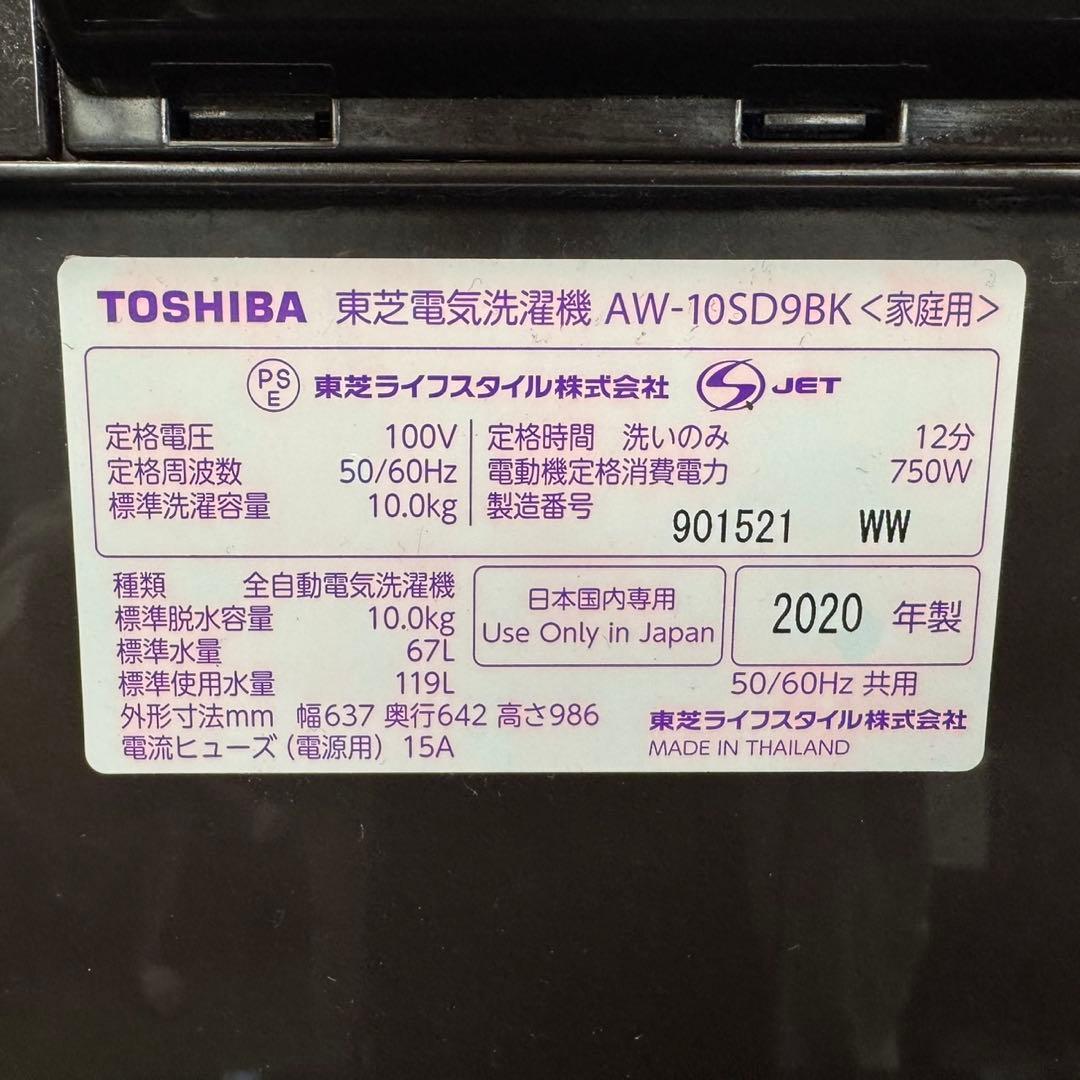 TOSHIBA 東芝電気洗濯機 AW-10SD9BK<家庭用>
PSE 東芝ライフスタイル株式会社 S JET
定格電圧 100V
定格周波数 50/60Hz
標準洗濯容量 10.0kg
定格時間 洗いのみ 12分
電動機定格消費電力 750W
製造番号 901521 WW
種類 全自動電気洗濯機
標準脱水容量 10.0kg
標準水量 67L
標準使用水量 119L
外形寸法mm 幅637 奥行642 高さ986
電流ヒューズ(電源用) 15A
日本国内専用
Use Only in Japan
2020 年製
50/60Hz 共用
東芝ライフスタイル株式会社
MADE IN THAILAND